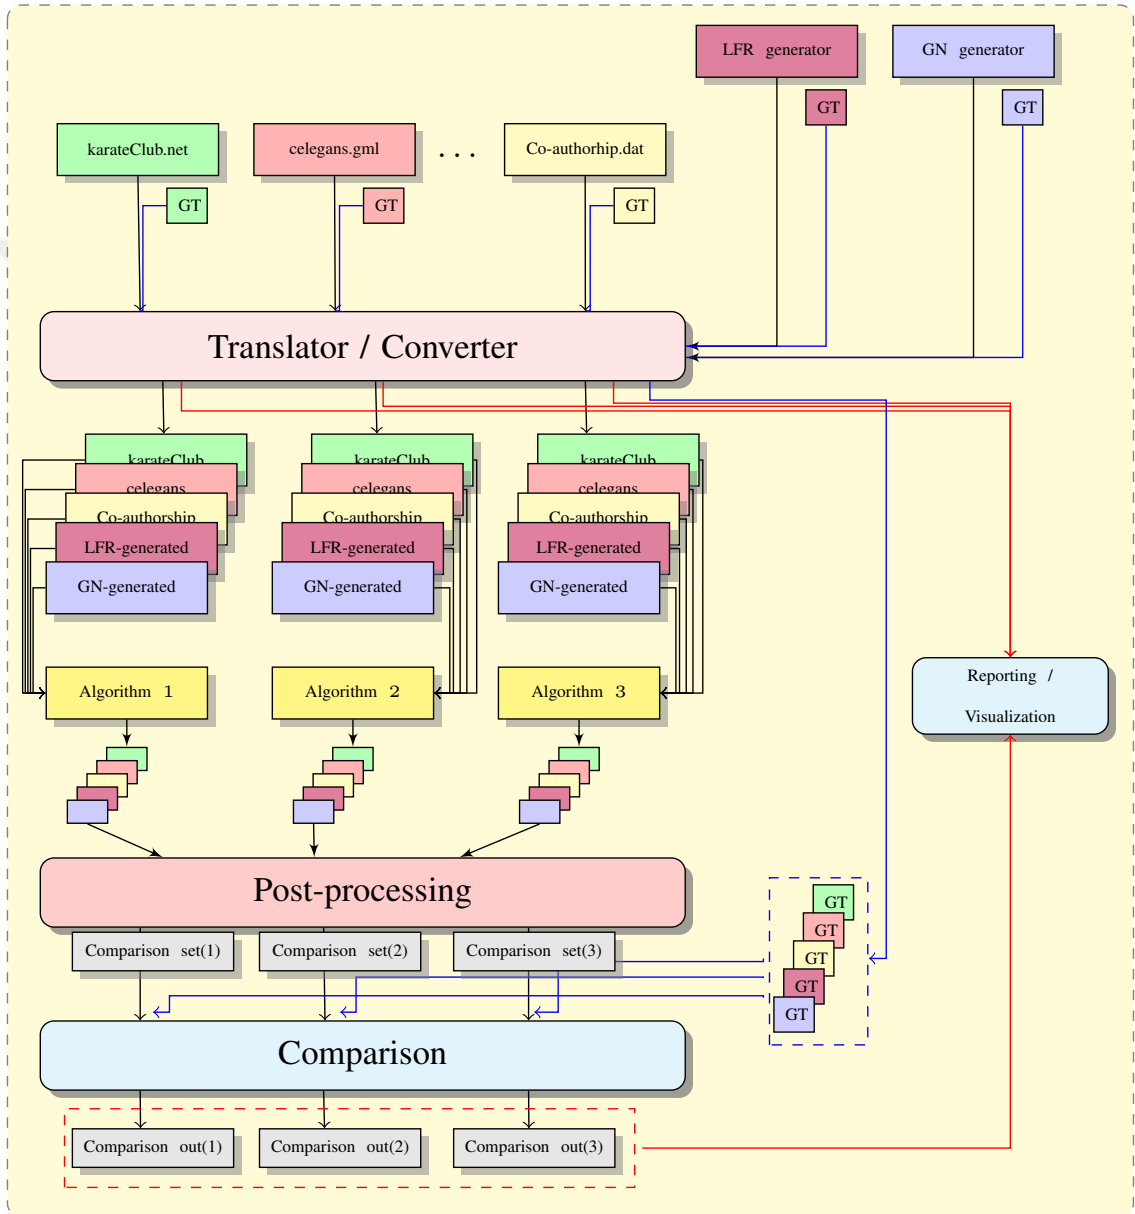 LFR generator
GN generator
GT
GT
karateClub.net
celegans.gml
...
Co-authorhip.dat
GT
GT
GT
Translator / Converter
karateClub
celegans
Co-authorship
LFR-generated
GN-generated
karateClub
celegans
Co-authorship
LFR-generated
GN-generated
karateClub
celegans
Co-authorship
LFR-generated
GN-generated
Algorithm 1
Algorithm 2
Algorithm 3
Reporting /
Visualization
Post-processing
GT
GT
GT
GT
GT
Comparison set(1)
Comparison set(2)
Comparison set(3)
Comparison
Comparison out(1)
Comparison out(2)
Comparison out(3)